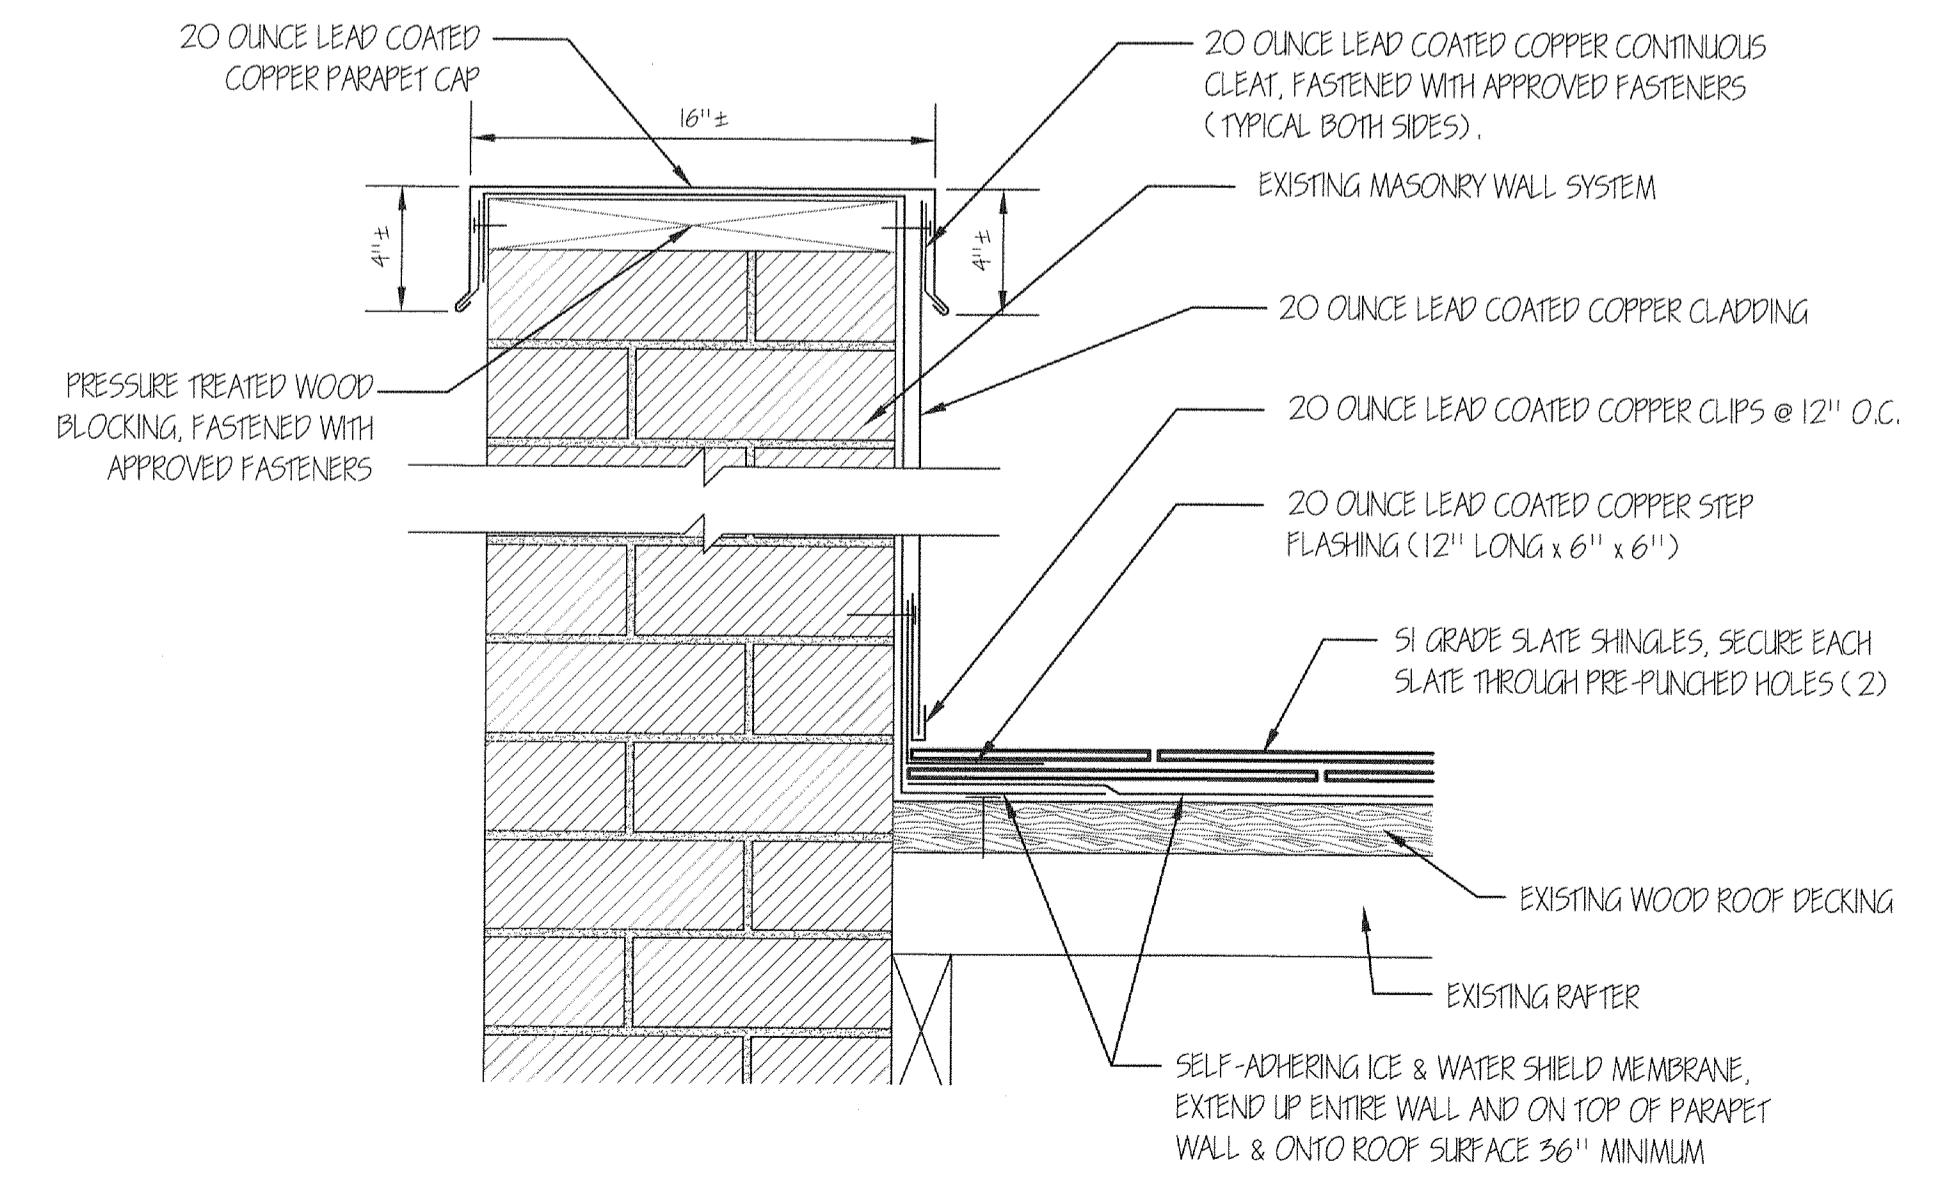 20 OUNCE LEAD COATED
COPPER PARAPET CAP
16"±
20 OUNCE LEAD COATED COPPER CONTINUOUS
CLEAT, FASTENED WITH APPROVED FASTENERS
(TYPICAL BOTH SIDES).
EXISTING MASONRY WALL SYSTEM
4"±
4"±
20 OUNCE LEAD COATED COPPER CLADDING
PRESSURE TREATED WOOD
BLOCKING, FASTENED WITH
APPROVED FASTENERS
20 OUNCE LEAD COATED COPPER CLIPS @ 12" O.C.
20 OUNCE LEAD COATED COPPER STEP
FLASHING (12" LONG x 6" x 6")
S1 GRADE SLATE SHINGLES, SECURE EACH
SLATE THROUGH PRE-PUNCHED HOLES (2)
EXISTING WOOD ROOF DECKING
EXISTING RAFTER
SELF-ADHERING ICE & WATER SHIELD MEMBRANE,
EXTEND UP ENTIRE WALL AND ON TOP OF PARAPET
WALL & ONTO ROOF SURFACE 36" MINIMUM